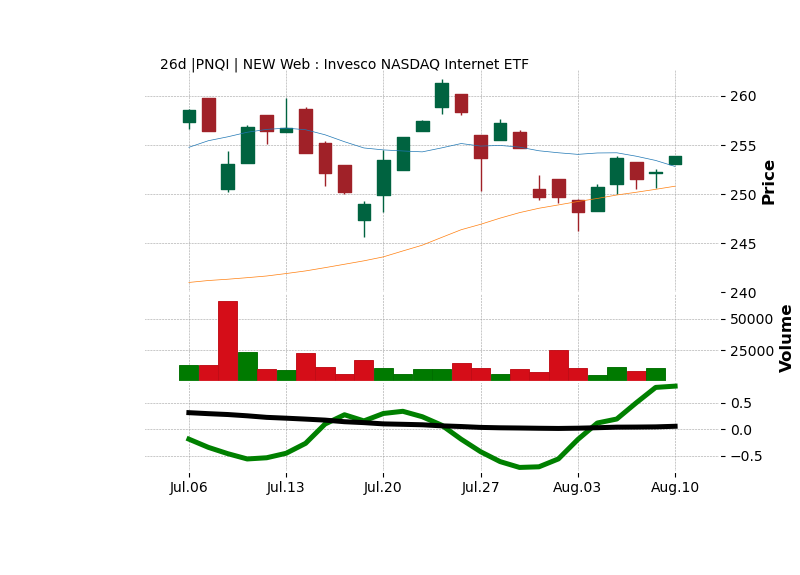 26d |PNQI | NEW Web : Invesco NASDAQ Internet ETF
260
255
250
245
240
Price
50000
25000
Volume
0.5
0.0
−0.5
Jul.06 Jul.13 Jul.20 Jul.27 Aug.03 Aug.10